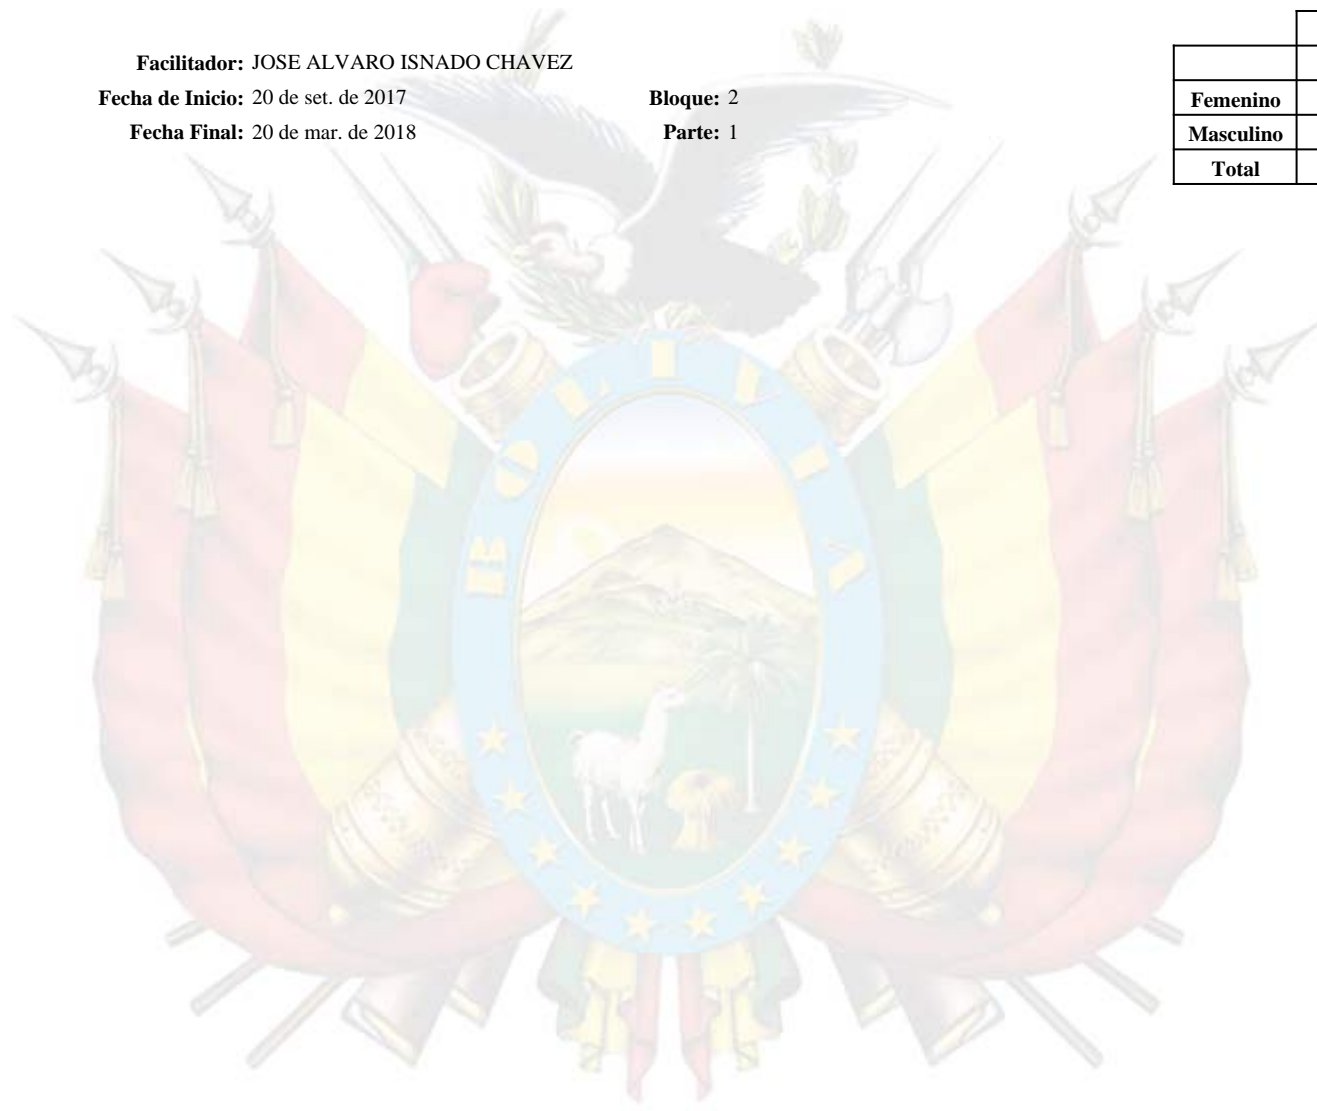 Facilitador: JOSE ALVARO ISNADO CHAVEZ
Fecha de Inicio: 20 de set. de 2017 Bloque: 2
Fecha Final: 20 de mar. de 2018 Parte: 1
Femenino
Masculino
Total
BOLIVIA